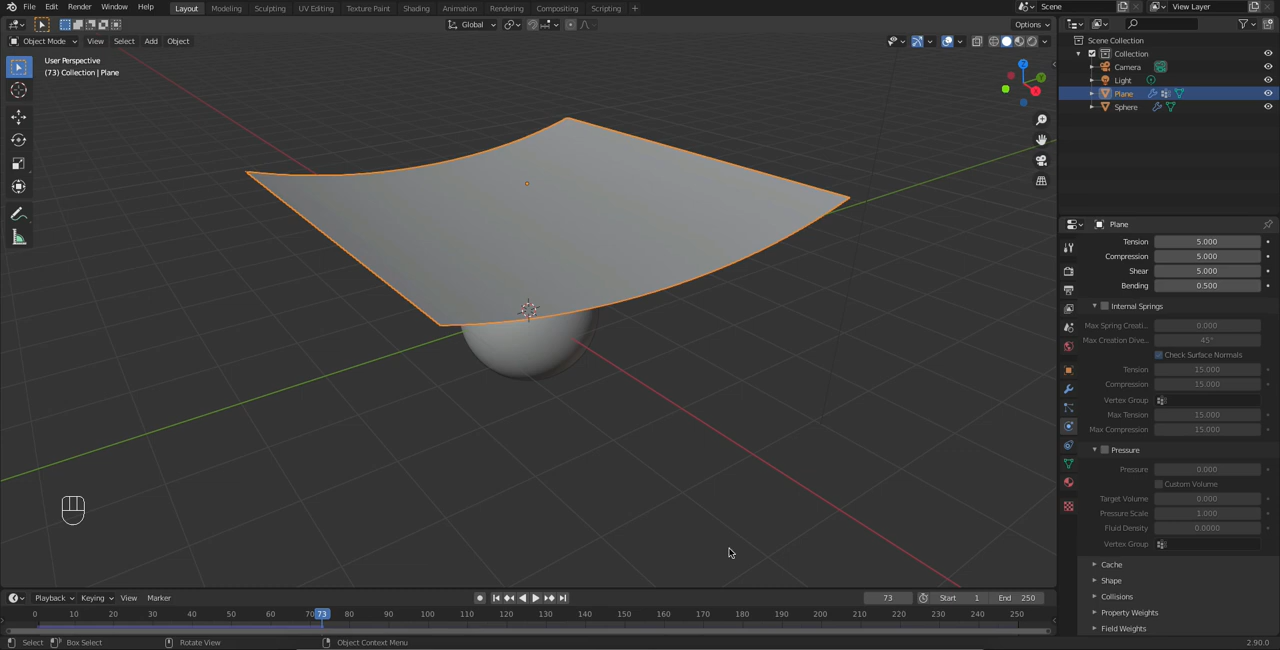 File Edit Render Window Help Layout Modeling Sculpting UV Editing Texture Paint Shading Animation Rendering Compositing Scripting + Scene View Layer
Global Options
Object Mode View Select Add Object
User Perspective
(73) Collection | Plane
Z
Y
X
Scene Collection
Collection
Camera
Light
Plane
Sphere
Plane
Tension 5.000
Compression 5.000
Shear 5.000
Bending 0.500
Internal Springs
Max Spring Creati... 0.000
Max Creation Dive... 45°
Check Surface Normals
Tension 15.000
Compression 15.000
Vertex Group
Max Tension 15.000
Max Compression 15.000
Pressure
Pressure 0.000
Custom Volume
Target Volume 0.000
Pressure Scale 1.000
Fluid Density 0.0000
Vertex Group
Cache
Shape
Collisions
Property Weights
Field Weights
Playback Keying View Marker 73 Start 1 End 250
0 10 20 30 40 50 60 70 73 80 90 100 110 120 130 140 150 160 170 180 190 200 210 220 230 240 250
Select Box Select Rotate View Object Context Menu 2.90.0